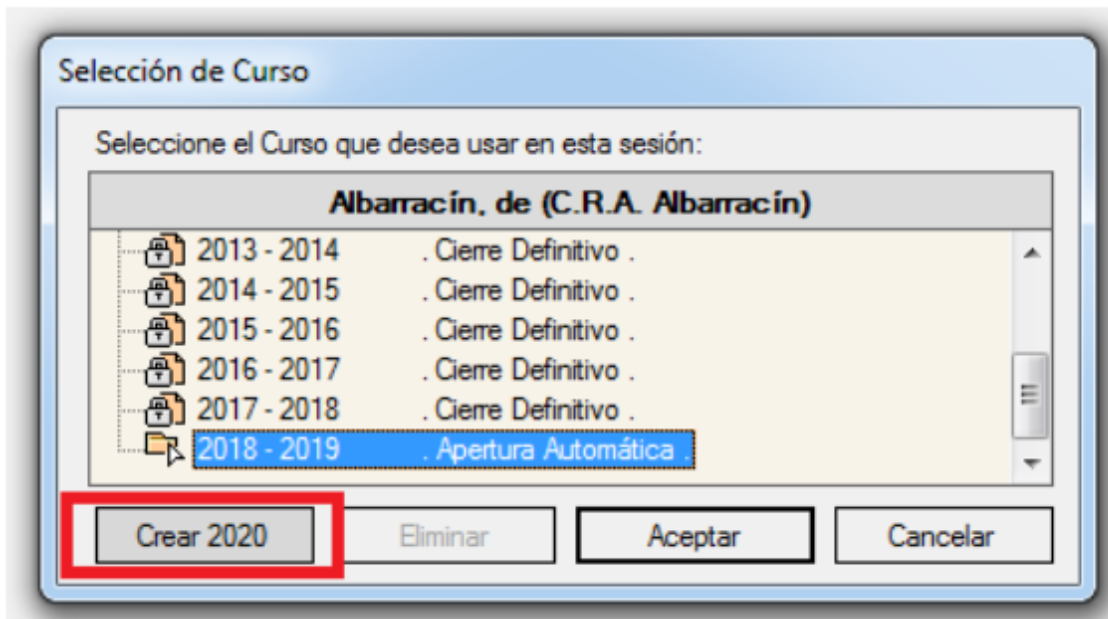 Selección de Curso
Seleccione el Curso que desea usar en esta sesión:
Albarracín, de (C.R.A. Albarracín)
2013 - 2014 . Cierre Definitivo .
2014 - 2015 . Cierre Definitivo .
2015 - 2016 . Cierre Definitivo .
2016 - 2017 . Cierre Definitivo .
2017 - 2018 . Cierre Definitivo .
2018 - 2019 . Apertura Automática .
Crear 2020 Eliminar Aceptar Cancelar